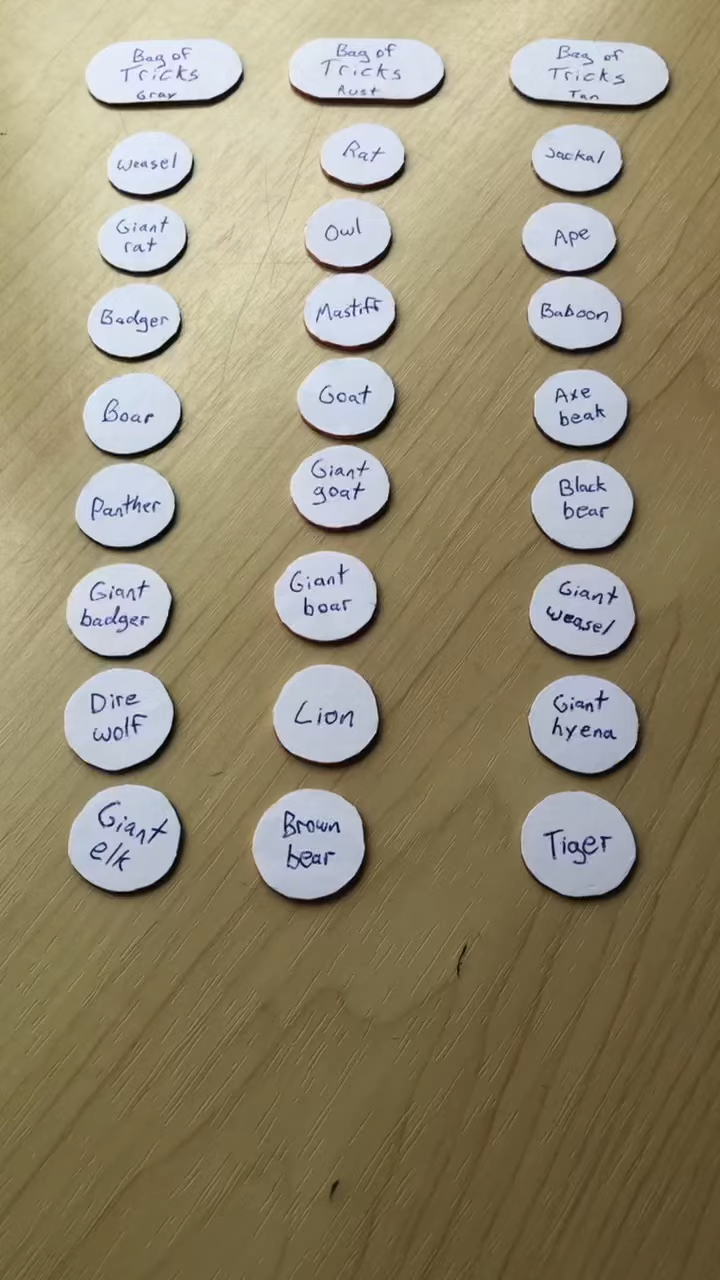 Bag of
Tricks
Gray
Weasel
Giant
rat
Badger
Boar
Panther
Giant
badger
Dire
wolf
Giant
elk
Bag of
Tricks
Rust
Rat
Owl
Mastiff
Goat
Giant
goat
Giant
boar
Lion
Brown
bear
Bag of
Tricks
Tan
Jackal
Ape
Baboon
Axe
beak
Black
bear
Giant
weasel
Giant
hyena
Tiger